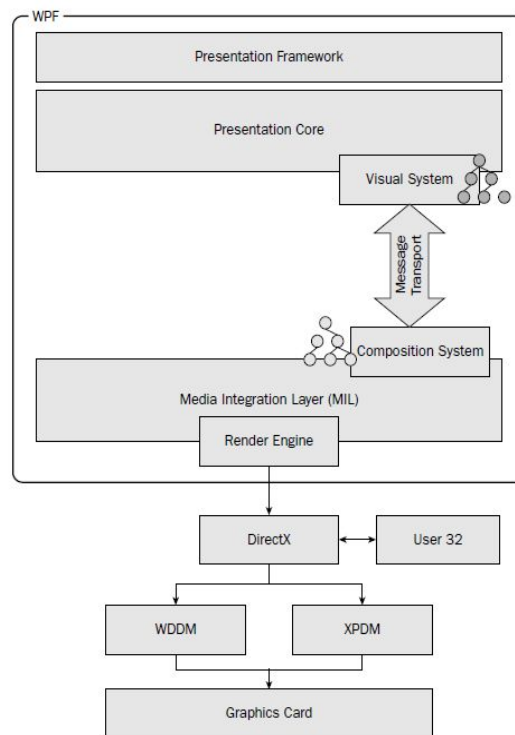 WPF
Presentation Framework
Presentation Core
Visual System
Message
Transport
Composition System
Media Integration Layer (MIL)
Render Engine
DirectX
User 32
WDDM
XPDM
Graphics Card